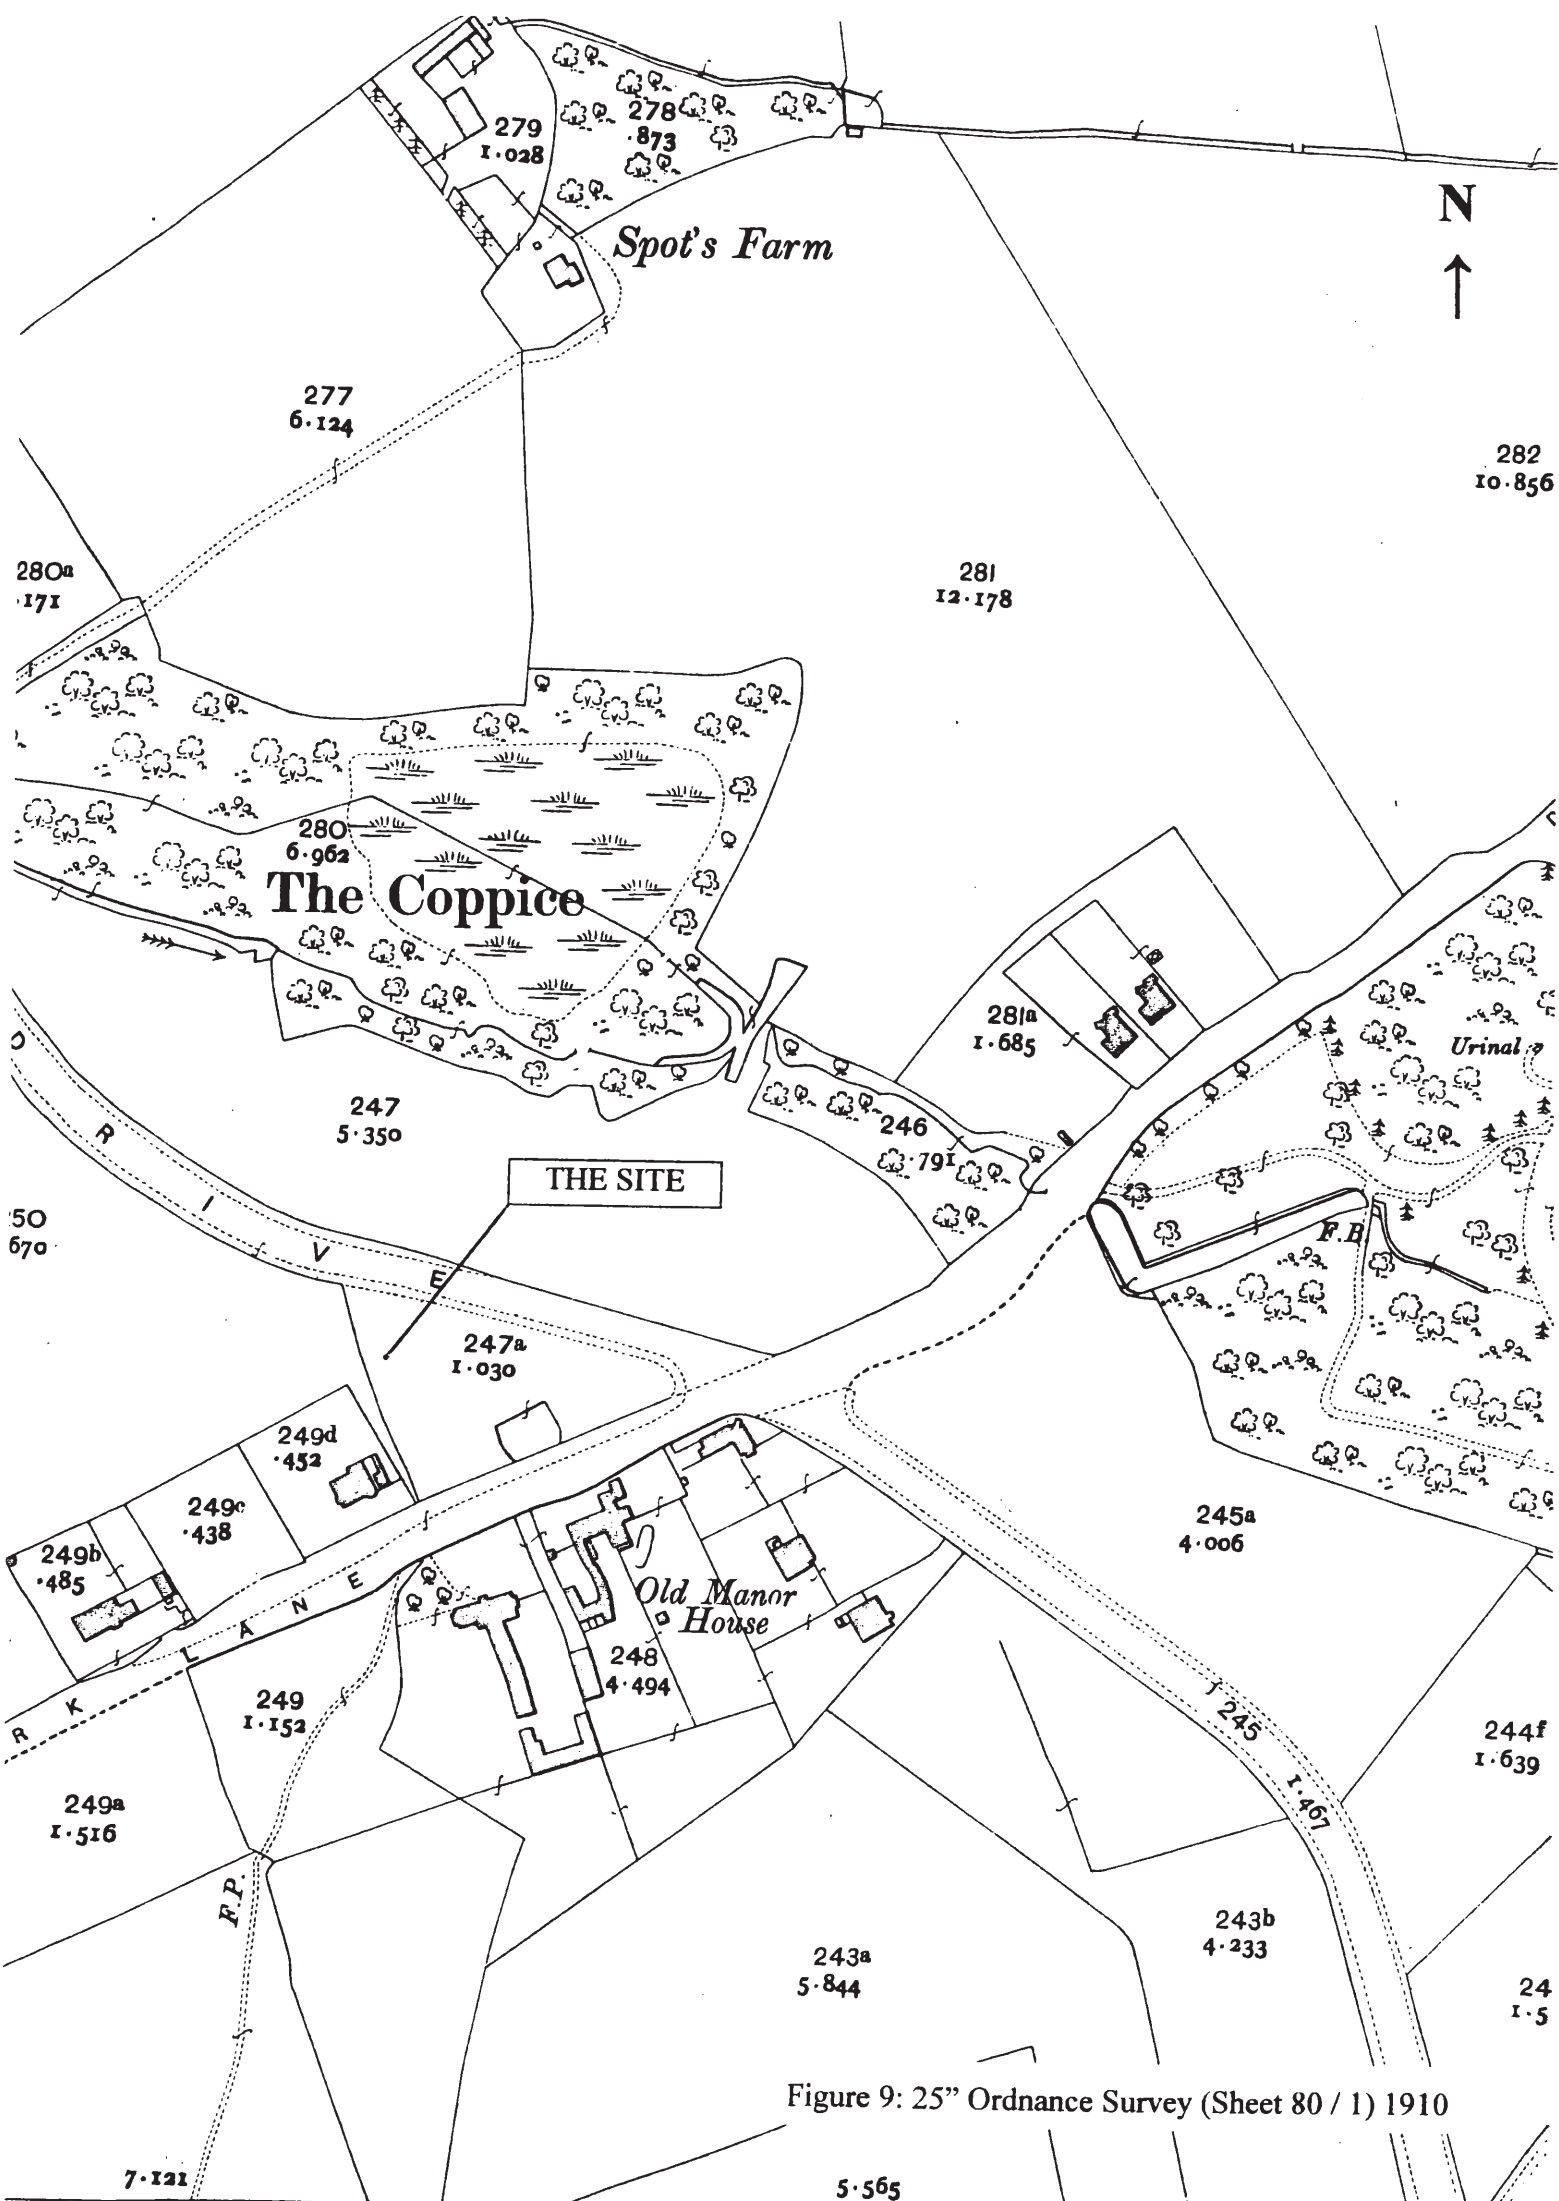 279
1·028
278
·873
N
Spot's Farm
277
6·124
282
10·856
280a
·171
281
12·178
280
6·962
The Coppice
281a
1·685
Urinal
247
5·350
246
·791
DRIVE
THE SITE
50
670
F.B.
247a
1·030
249d
·452
249c
·438
249b
·485
245a
4·006
Old Manor
House
248
4·494
RK LANE
249
1·152
245
1·467
244f
1·639
249a
1·516
F.P.
243b
4·233
243a
5·844
24
1·5
Figure 9: 25” Ordnance Survey (Sheet 80 / 1) 1910
7·121
5·565